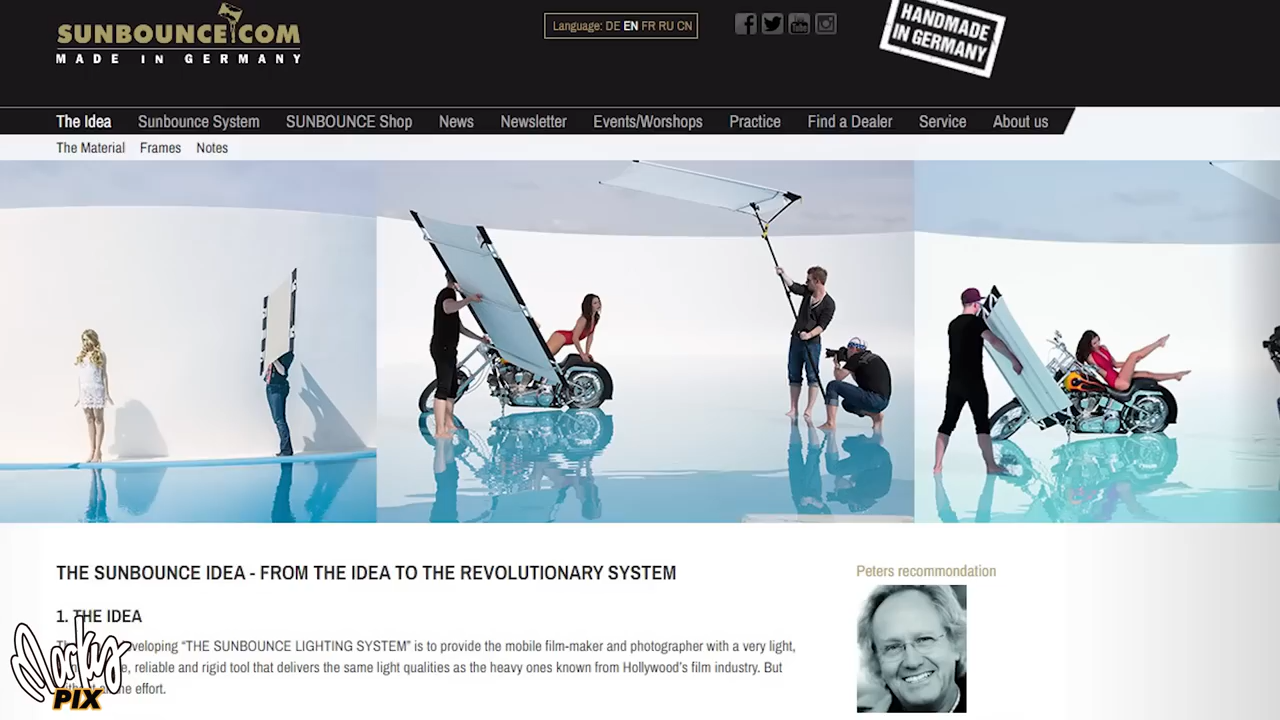 SUNBOUNCE.COM
MADE IN GERMANY
Language: DE EN FR RU CN
HANDMADE
IN GERMANY
The Idea Sunbounce System SUNBOUNCE Shop News Newsletter Events/Worshops Practice Find a Dealer Service About us
The Material Frames Notes
THE SUNBOUNCE IDEA - FROM THE IDEA TO THE REVOLUTIONARY SYSTEM
Peters recommondation
1. THE IDEA
“THE SUNBOUNCE LIGHTING SYSTEM” is to provide the mobile film-maker and photographer with a very light,
reliable and rigid tool that delivers the same light qualities as the heavy ones known from Hollywood’s film industry. But
effort.
PIX